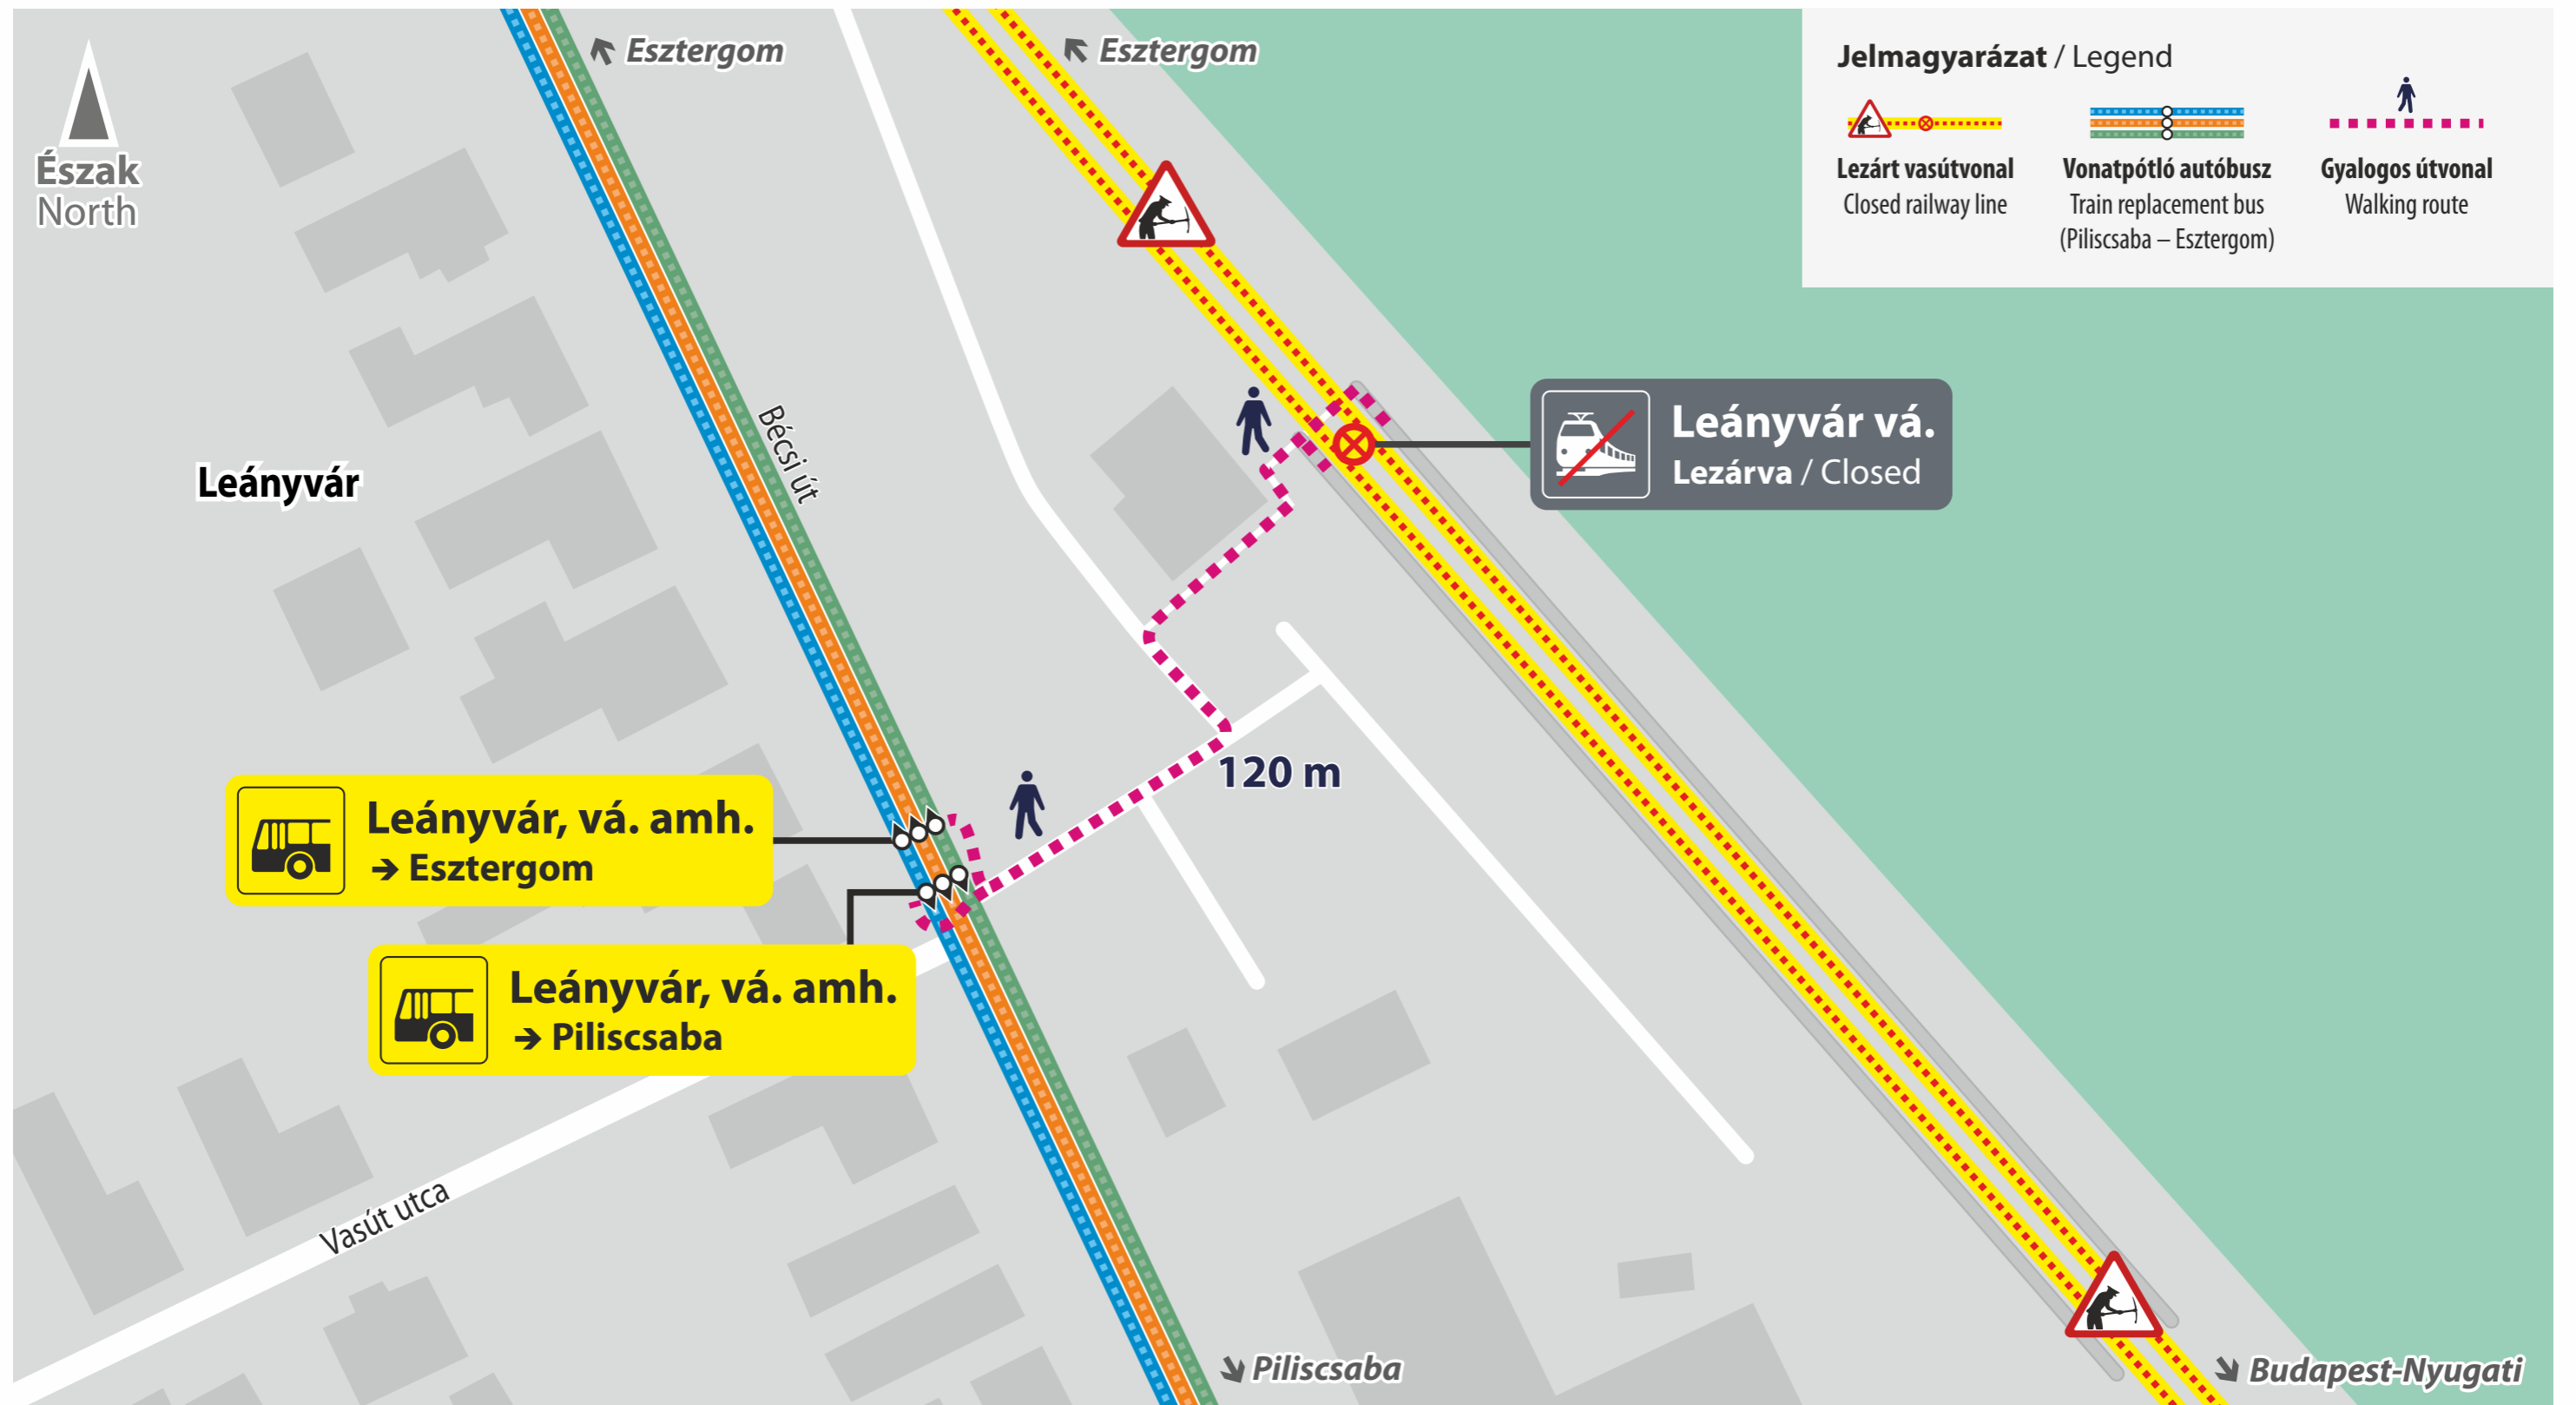 Észak
North
Esztergom
Esztergom
Jelmagyarázat / Legend
Lezárt vasútvonal
Closed railway line
Vonatpótló autóbusz
Train replacement bus
(Piliscsaba – Esztergom)
Gyalogos útvonal
Walking route
Bécsi út
Leányvár
Leányvár vá.
Lezárva / Closed
120 m
Leányvár, vá. amh.
➔ Esztergom
Leányvár, vá. amh.
➔ Piliscsaba
Vasút utca
Piliscsaba
Budapest-Nyugati